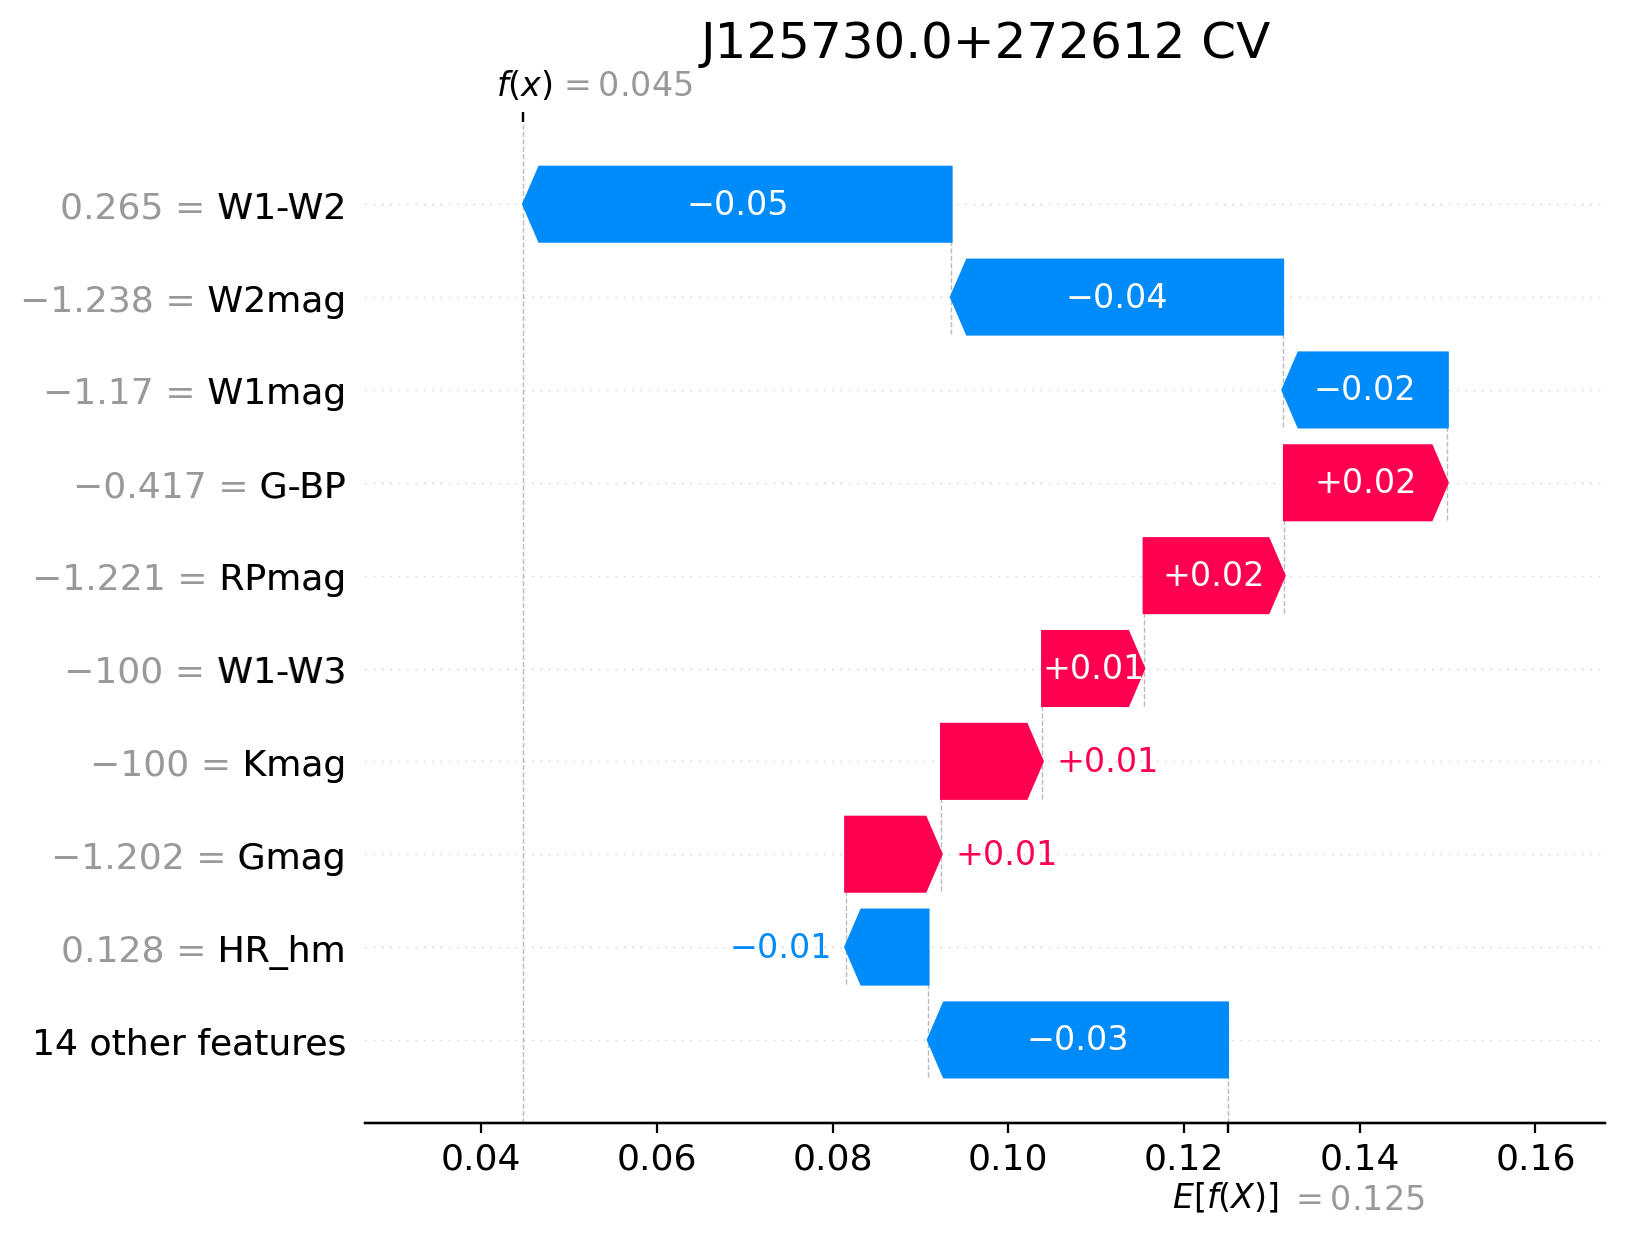 J125730.0+272612 CV
f(x) = 0.045
0.265 = W1-W2
−0.05
−1.238 = W2mag
−0.04
−1.17 = W1mag
−0.02
−0.417 = G-BP
+0.02
−1.221 = RPmag
+0.02
−100 = W1-W3
+0.01
−100 = Kmag
+0.01
−1.202 = Gmag
+0.01
0.128 = HR_hm
−0.01
14 other features
−0.03
0.04 0.06 0.08 0.10 0.12 0.14 0.16
E[f(X)] = 0.125